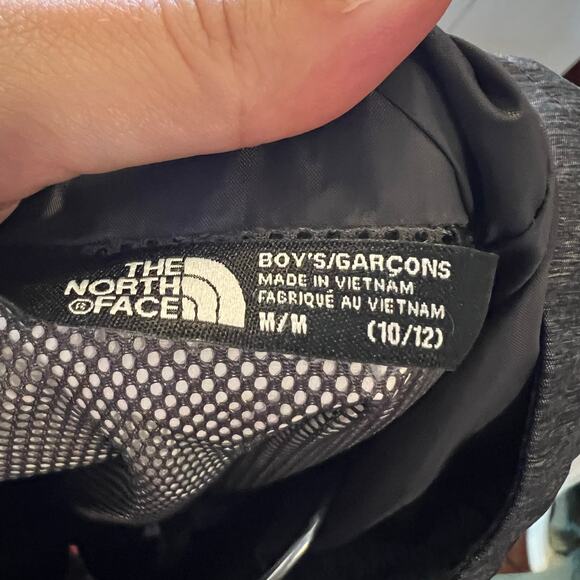 THE
NORTH
FACE
BOY'S/GARÇONS
MADE IN VIETNAM
FABRIQUÉ AU VIETNAM
M/M (10/12)